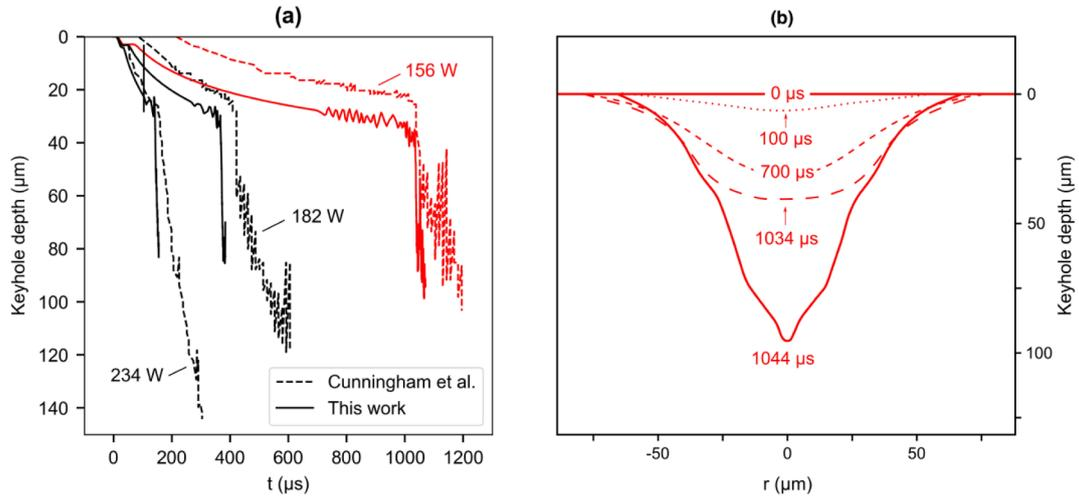 (a)
0
20
40
60
80
100
120
140
Keyhole depth (µm)
156 W
182 W
234 W
Cunningham et al.
This work
0
200
400
600
800
1000
1200
t (µs)
(b)
0 µs
100 µs
700 µs
1034 µs
1044 µs
0
50
100
Keyhole depth (µm)
-50
0
50
r (µm)